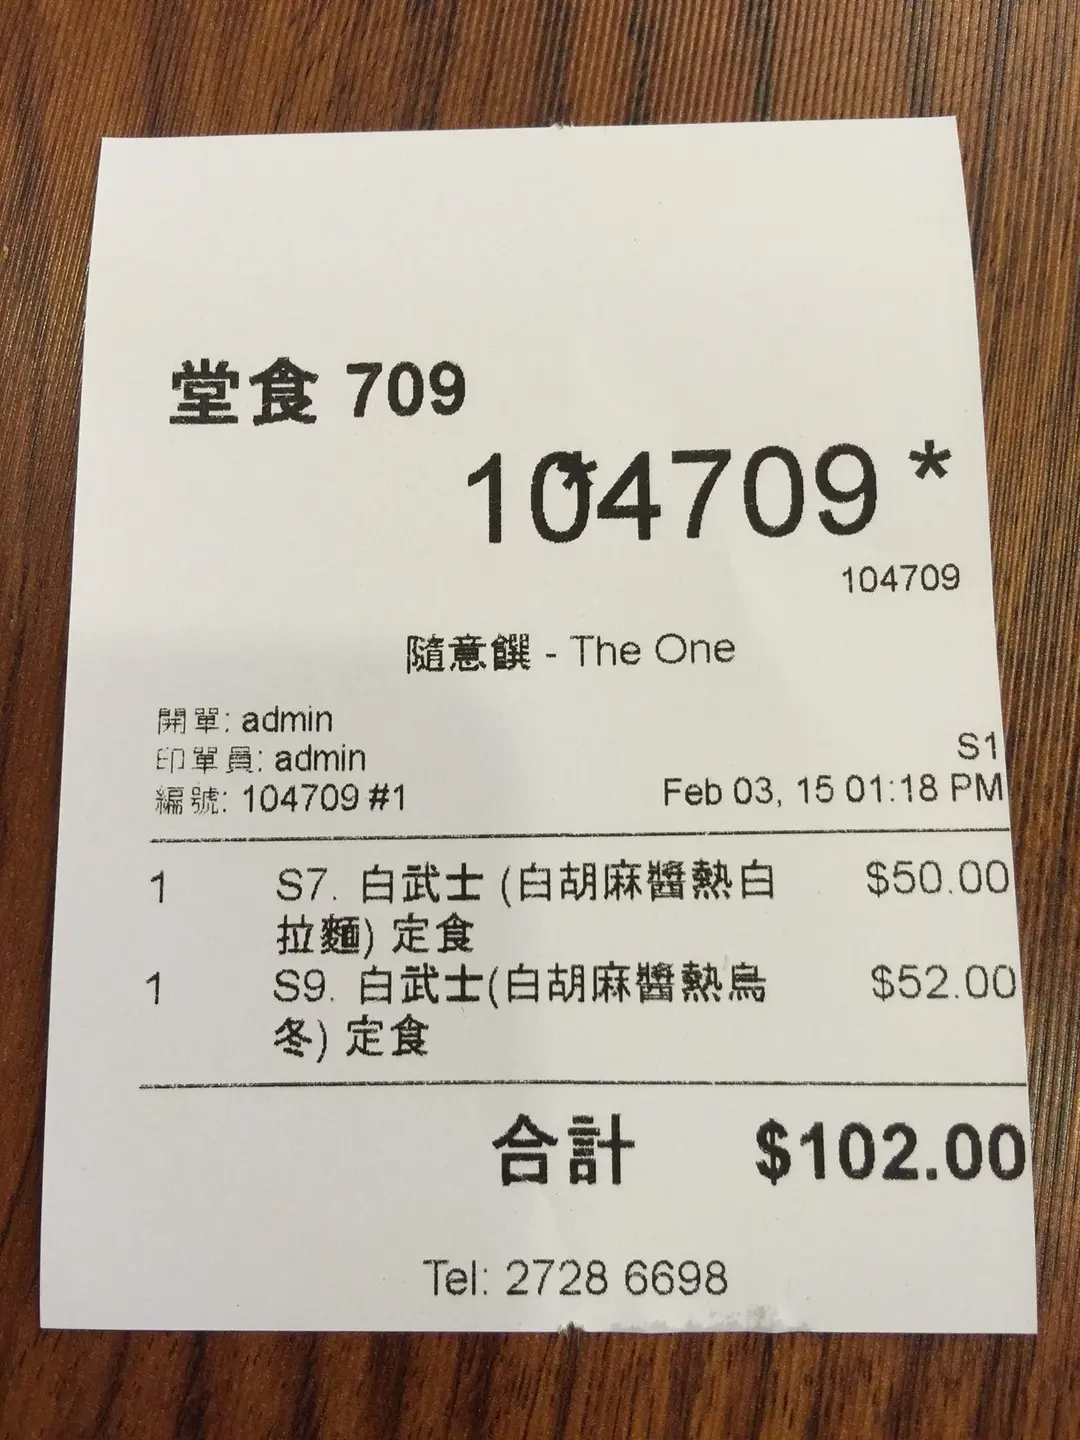 堂食 709
*
104709 *
104709
隨意饌 - The One
開單: admin
印單員: admin
S1
編號: 104709 #1 Feb 03, 15 01:18 PM
1 S7. 白武士 (白胡麻醬熱白 $50.00
拉麵) 定食
1 S9. 白武士(白胡麻醬熱烏 $52.00
冬) 定食
合計 $102.00
Tel: 2728 6698